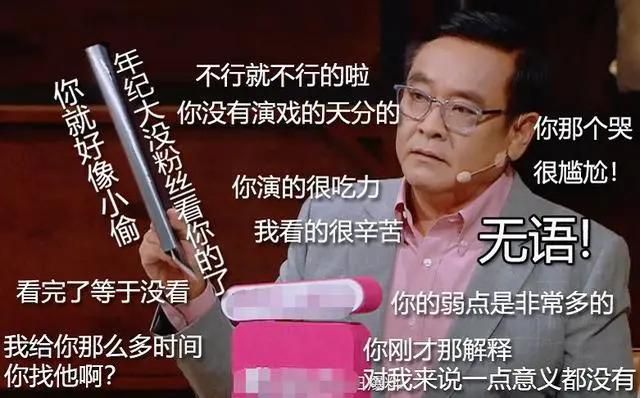 不行就不行的啦
你没有演戏的天分的
年纪大没粉丝看你的了
你就好像小偷
你那个哭
很尴尬!
你演的很吃力
我看的很辛苦
无语!
看完了等于没看
你的弱点是非常多的
我给你那么多时间
你找他啊?
你刚才那解释
对我来说一点意义都没有